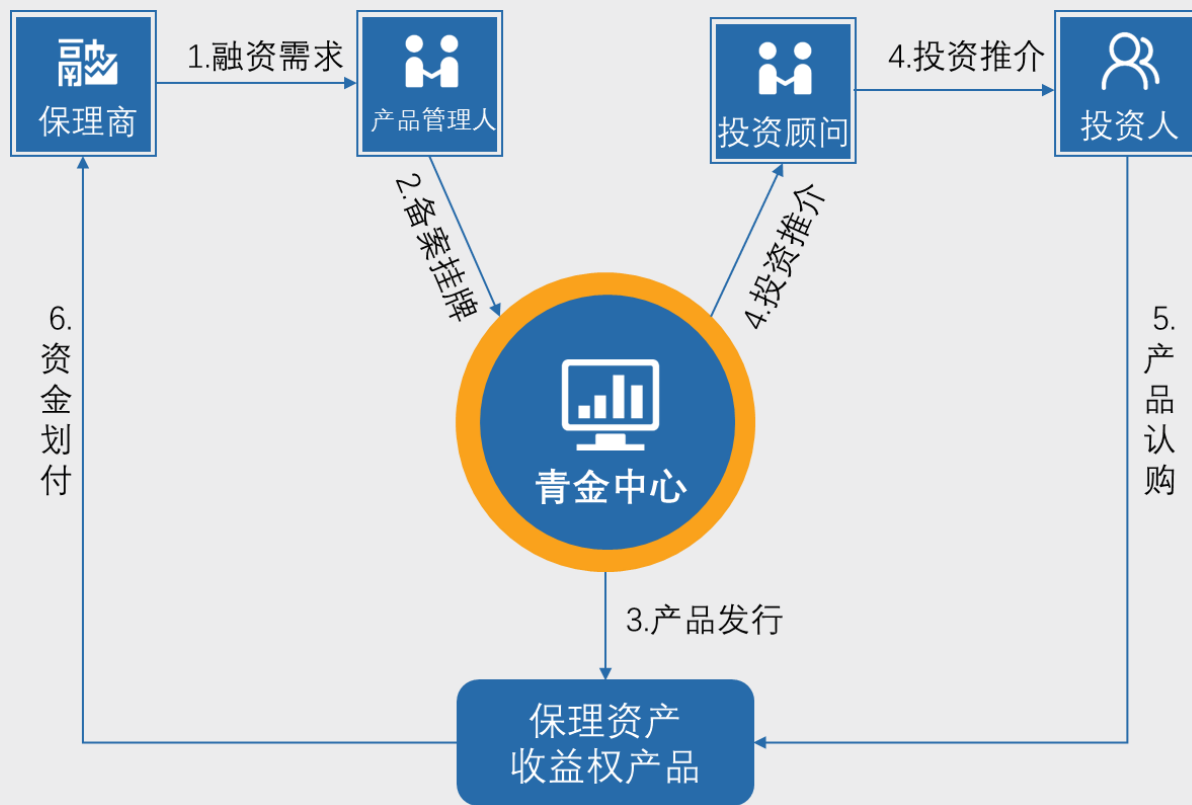 融
保理商
1.融资需求
产品管理人
投资顾问
4.投资推介
投资人
2.备案挂牌
4.投资推介
6.
资
金
划
付
5.
产
品
认
购
青金中心
3.产品发行
保理资产
收益权产品